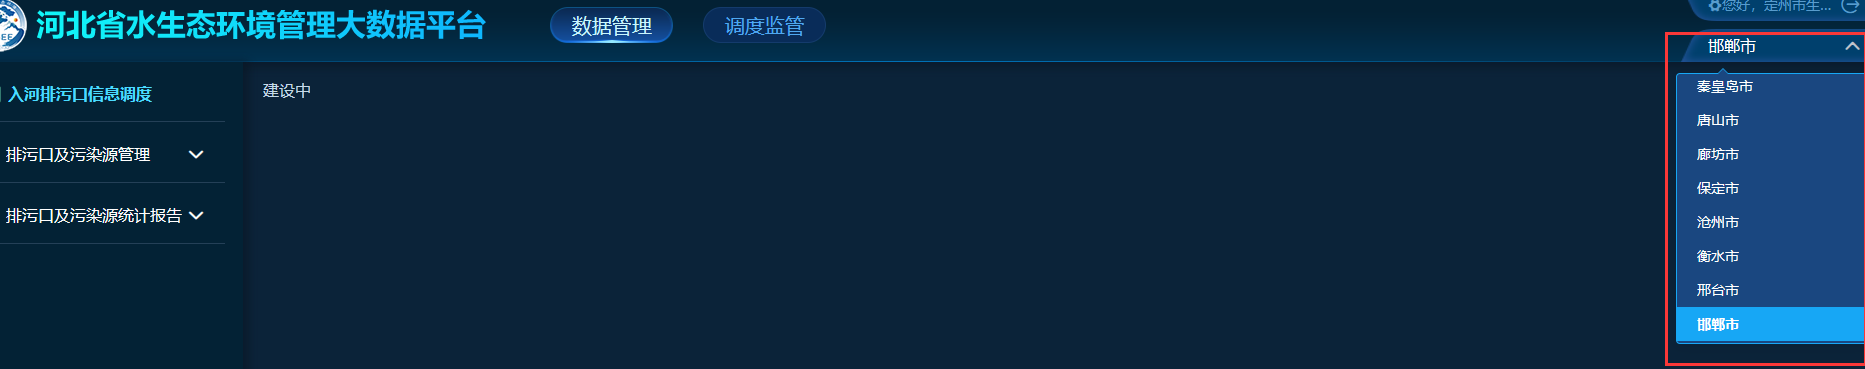 河北省水生态环境管理大数据平台
数据管理
调度监管
您好，定州市生...
邯郸市
入河排污口信息调度
排污口及污染源管理
排污口及污染源统计报告
建设中
秦皇岛市
唐山市
廊坊市
保定市
沧州市
衡水市
邢台市
邯郸市